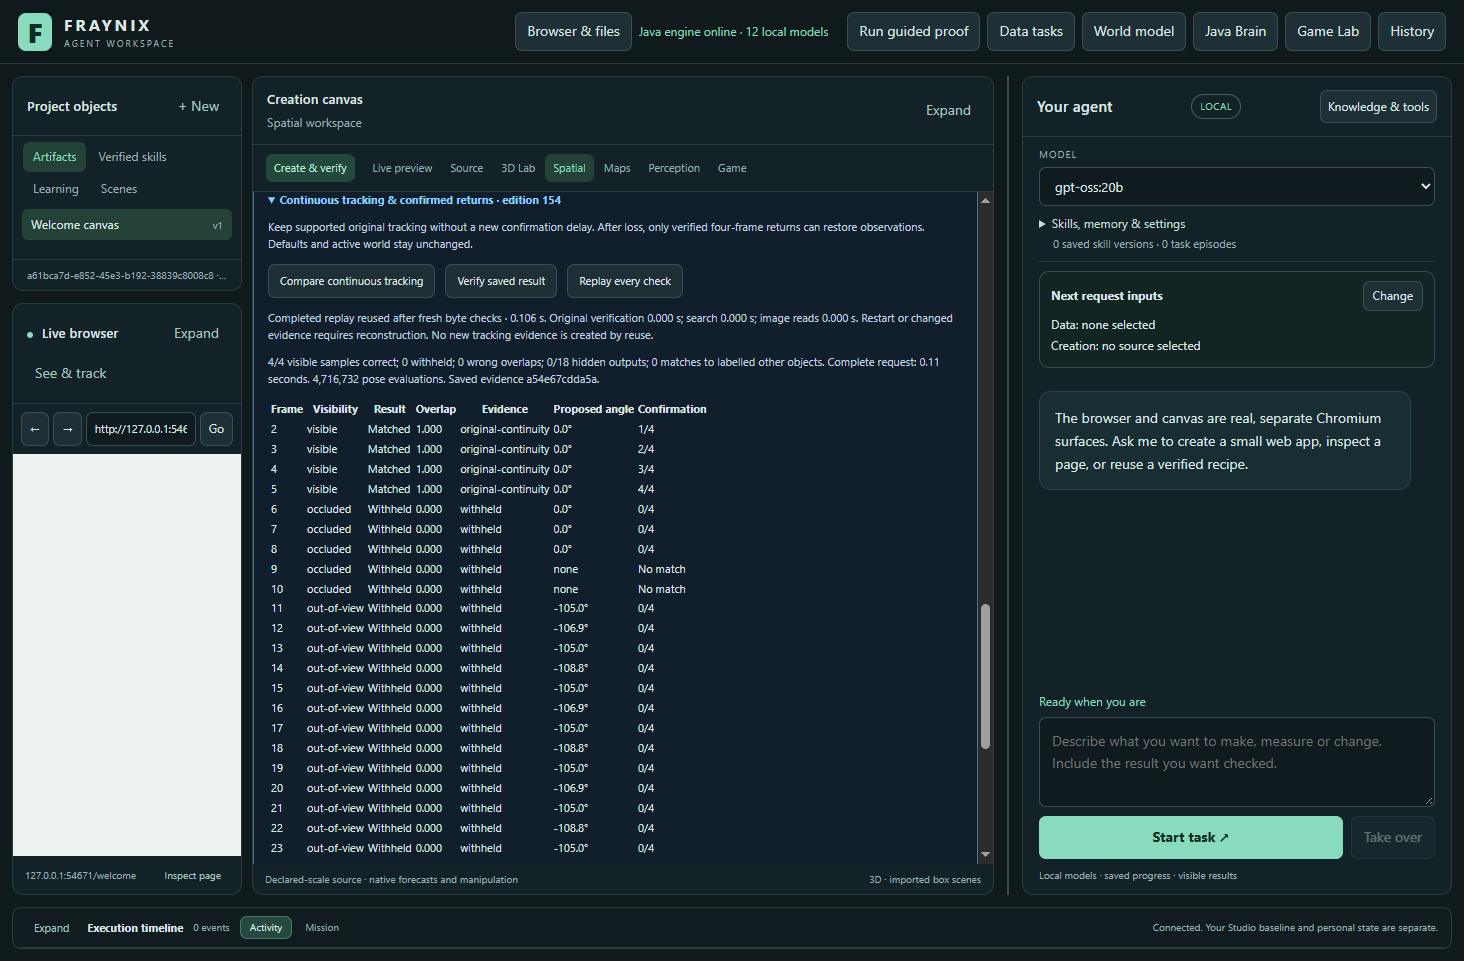 F
FRAYNIX
AGENT WORKSPACE
Browser & files
Java engine online · 12 local models
Run guided proof
Data tasks
World model
Java Brain
Game Lab
History
Project objects
+ New
Artifacts
Verified skills
Learning
Scenes
Welcome canvas
v1
a61bca7d-e852-45e3-b192-38839c8008c8 ·...
Live browser
Expand
See & track
←
→
http://127.0.0.1:546
Go
127.0.0.1:54671/welcome
Inspect page
Creation canvas
Spatial workspace
Expand
Create & verify
Live preview
Source
3D Lab
Spatial
Maps
Perception
Game
▼ Continuous tracking & confirmed returns · edition 154
Keep supported original tracking without a new confirmation delay. After loss, only verified four-frame returns can restore observations.
Defaults and active world stay unchanged.
Compare continuous tracking
Verify saved result
Replay every check
Completed replay reused after fresh byte checks · 0.106 s. Original verification 0.000 s; search 0.000 s; image reads 0.000 s. Restart or changed
evidence requires reconstruction. No new tracking evidence is created by reuse.
4/4 visible samples correct; 0 withheld; 0 wrong overlaps; 0/18 hidden outputs; 0 matches to labelled other objects. Complete request: 0.11
seconds. 4,716,732 pose evaluations. Saved evidence a54e67cdda5a.
Frame Visibility Result Overlap Evidence Proposed angle Confirmation
2 visible Matched 1.000 original-continuity 0.0° 1/4
3 visible Matched 1.000 original-continuity 0.0° 2/4
4 visible Matched 1.000 original-continuity 0.0° 3/4
5 visible Matched 1.000 original-continuity 0.0° 4/4
6 occluded Withheld 0.000 withheld 0.0° 0/4
7 occluded Withheld 0.000 withheld 0.0° 0/4
8 occluded Withheld 0.000 withheld 0.0° 0/4
9 occluded Withheld 0.000 withheld none No match
10 occluded Withheld 0.000 withheld none No match
11 out-of-view Withheld 0.000 withheld -105.0° 0/4
12 out-of-view Withheld 0.000 withheld -106.9° 0/4
13 out-of-view Withheld 0.000 withheld -105.0° 0/4
14 out-of-view Withheld 0.000 withheld -108.8° 0/4
15 out-of-view Withheld 0.000 withheld -105.0° 0/4
16 out-of-view Withheld 0.000 withheld -106.9° 0/4
17 out-of-view Withheld 0.000 withheld -105.0° 0/4
18 out-of-view Withheld 0.000 withheld -108.8° 0/4
19 out-of-view Withheld 0.000 withheld -105.0° 0/4
20 out-of-view Withheld 0.000 withheld -106.9° 0/4
21 out-of-view Withheld 0.000 withheld -105.0° 0/4
22 out-of-view Withheld 0.000 withheld -108.8° 0/4
23 out-of-view Withheld 0.000 withheld -105.0° 0/4
Declared-scale source · native forecasts and manipulation
3D · imported box scenes
Your agent
LOCAL
Knowledge & tools
MODEL
gpt-oss:20b
▶ Skills, memory & settings
0 saved skill versions · 0 task episodes
Next request inputs
Change
Data: none selected
Creation: no source selected
The browser and canvas are real, separate Chromium
surfaces. Ask me to create a small web app, inspect a
page, or reuse a verified recipe.
Ready when you are
Describe what you want to make, measure or change.
Include the result you want checked.
Start task ↗
Take over
Local models · saved progress · visible results
Expand
Execution timeline
0 events
Activity
Mission
Connected. Your Studio baseline and personal state are separate.